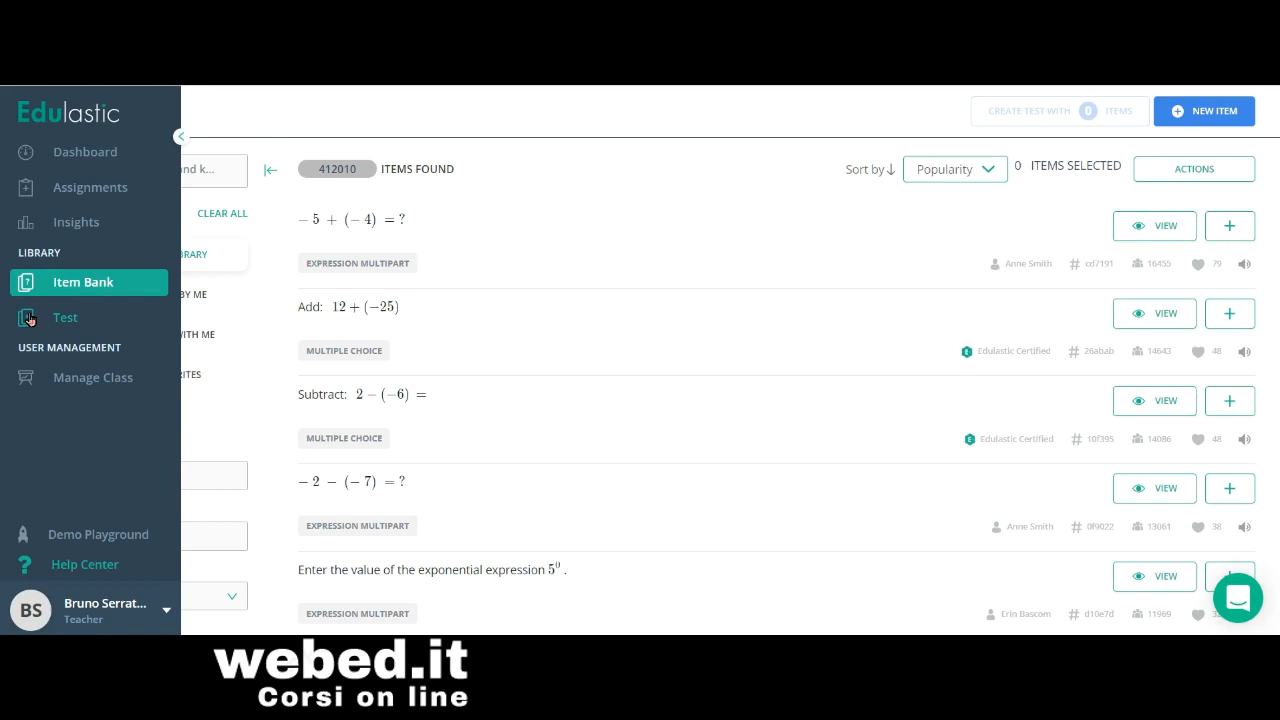 Edulastic
Dashboard
Assignments
Insights
LIBRARY
Item Bank
Test
USER MANAGEMENT
Manage Class
Demo Playground
Help Center
BS
Bruno Serrat...
Teacher
CREATE TEST WITH 0 ITEMS
NEW ITEM
nd k...
CLEAR ALL
BRARY
BY ME
WITH ME
RITES
412010 ITEMS FOUND
Sort by Popularity
0 ITEMS SELECTED
ACTIONS
− 5 + (− 4) = ?
VIEW +
EXPRESSION MULTIPART
Anne Smith # cd7191 16455 79
Add: 12 + (−25)
VIEW +
MULTIPLE CHOICE
Edulastic Certified # 26abab 14643 48
Subtract: 2 − (−6) =
VIEW +
MULTIPLE CHOICE
Edulastic Certified # 10f395 14086 48
− 2 − (− 7) = ?
VIEW +
EXPRESSION MULTIPART
Anne Smith # 0f9022 13061 38
Enter the value of the exponential expression 5⁰ .
VIEW
EXPRESSION MULTIPART
Erin Bascom # d10e7d 11969
webed.it
Corsi on line